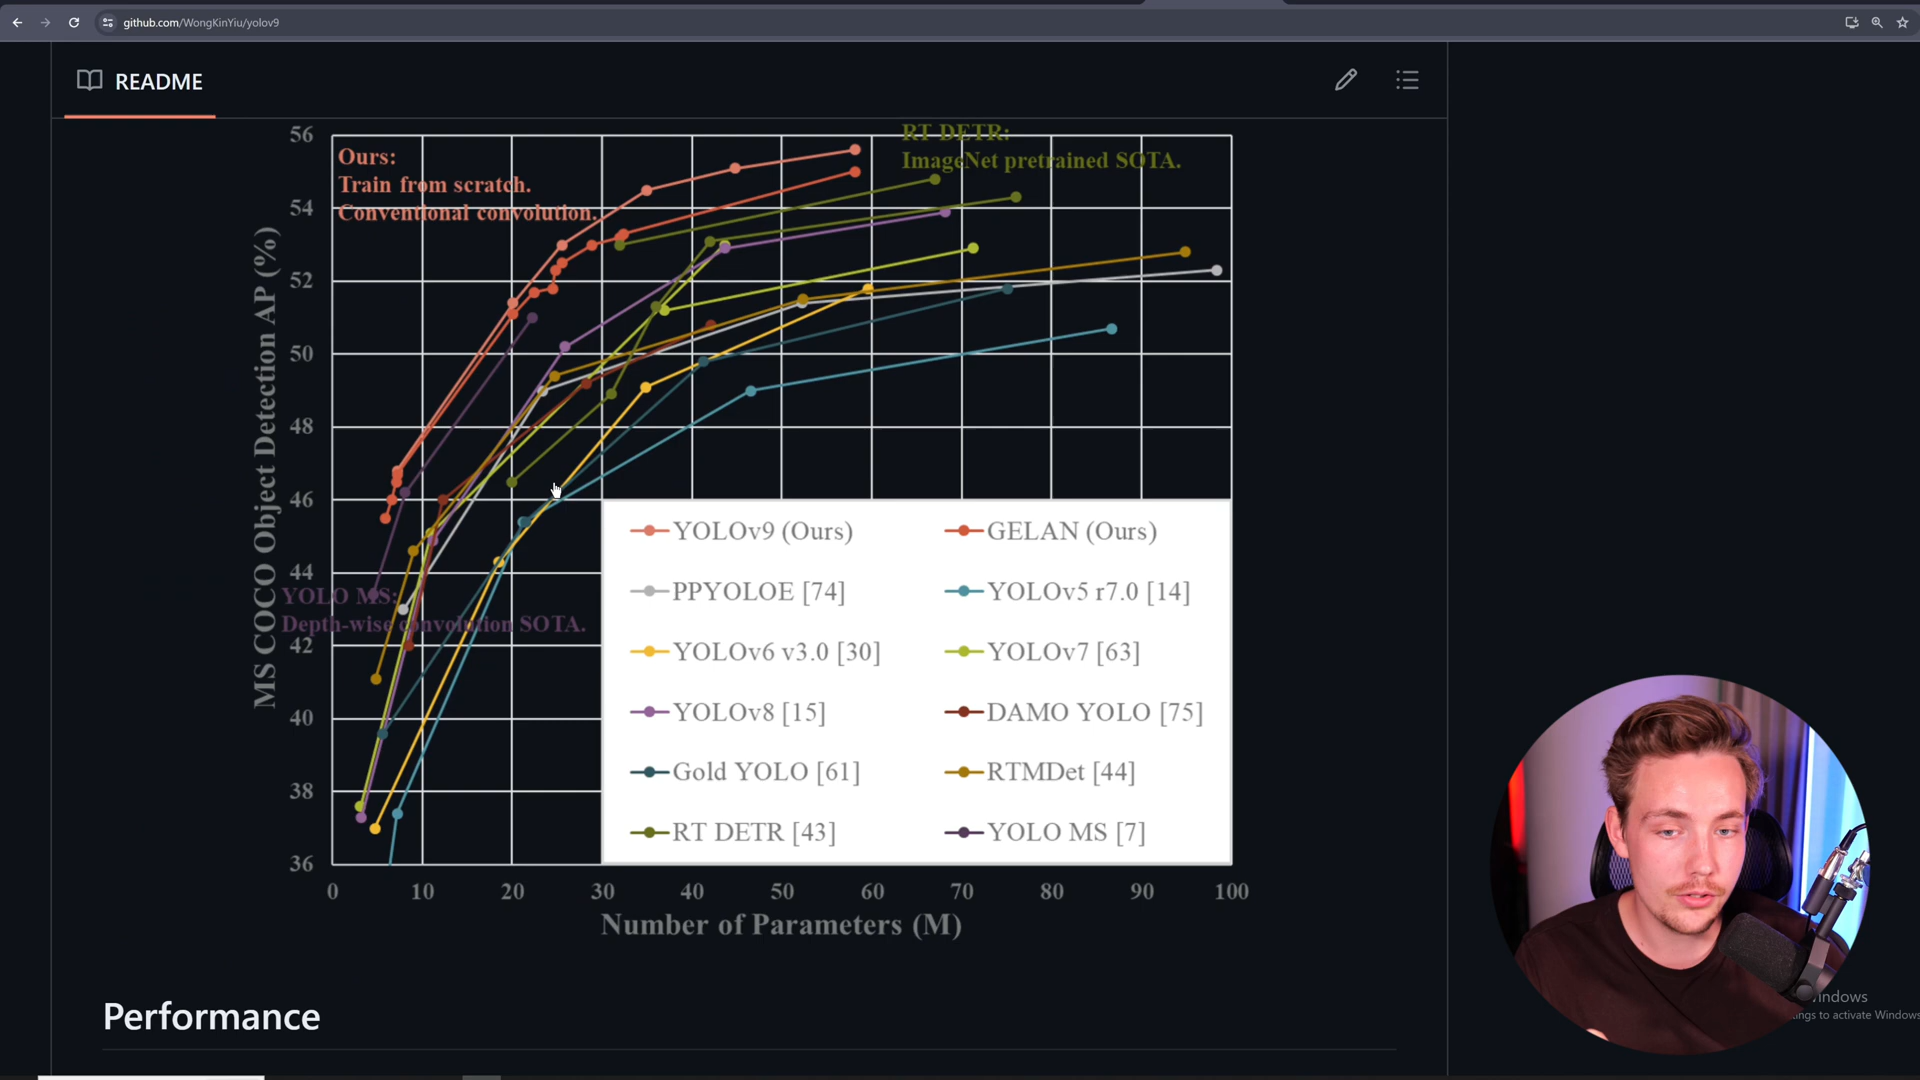 github.com/WongKinYiu/yolov9
README
RT DETR:
ImageNet pretrained SOTA.
Ours:
Train from scratch.
Conventional convolution.
YOLO MS:
Depth-wise convolution SOTA.
MS COCO Object Detection AP (%)
56
54
52
50
48
46
44
42
40
38
36
YOLOv9 (Ours) GELAN (Ours)
PPYOLOE [74] YOLOv5 r7.0 [14]
YOLOv6 v3.0 [30] YOLOv7 [63]
YOLOv8 [15] DAMO YOLO [75]
Gold YOLO [61] RTMDet [44]
RT DETR [43] YOLO MS [7]
0 10 20 30 40 50 60 70 80 90 100
Number of Parameters (M)
Performance
Windows
to activate Windows